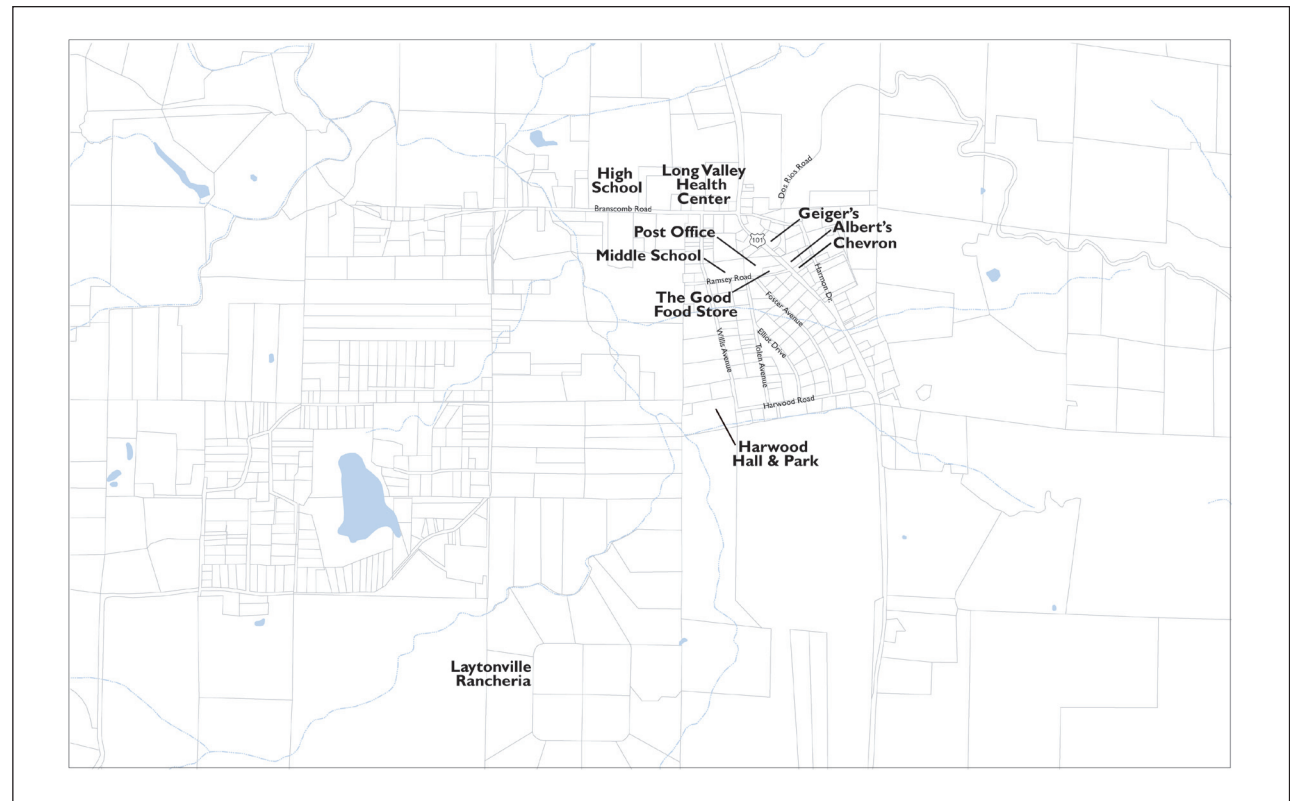 High
School
Long Valley
Health
Center
Dos Rios Road
Branscomb Road
Geiger's
Albert's
Chevron
Post Office
101
Middle School
Ramsey Road
Harmon Dr.
The Good
Food Store
Foster Avenue
Willis Avenue
Elliot Drive
Tolen Avenue
Harwood Road
Harwood
Hall & Park
Laytonville
Rancheria